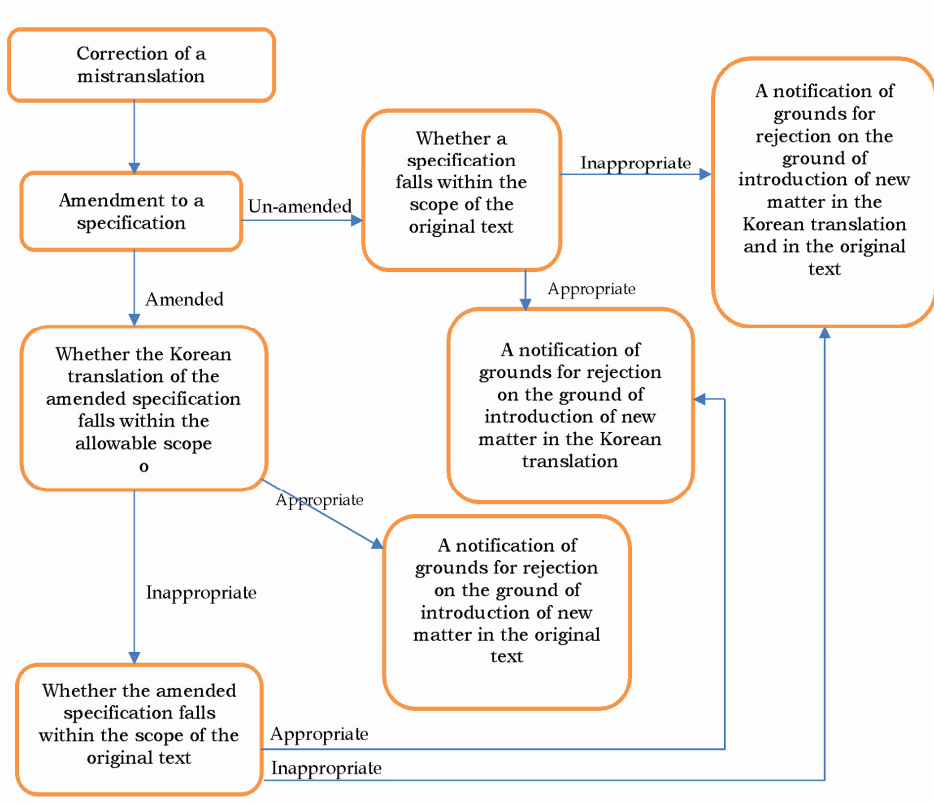 Correction of a
mistranslation
Amendment to a
specification
Un-amended
Whether a
specification
falls within the
scope of the
original text
Inappropriate
A notification of
grounds for
rejection on the
ground of
introduction of new
matter in the
Korean translation
and in the original
text
Appropriate
Amended
Whether the Korean
translation of the
amended specification
falls within the
allowable scope
o
A notification of
grounds for rejection
on the ground of
introduction of new
matter in the Korean
translation
Appropriate
A notification of
grounds for rejection
on the ground of
introduction of new
matter in the original
text
Inappropriate
Whether the amended
specification falls
within the scope of the
original text
Appropriate
Inappropriate